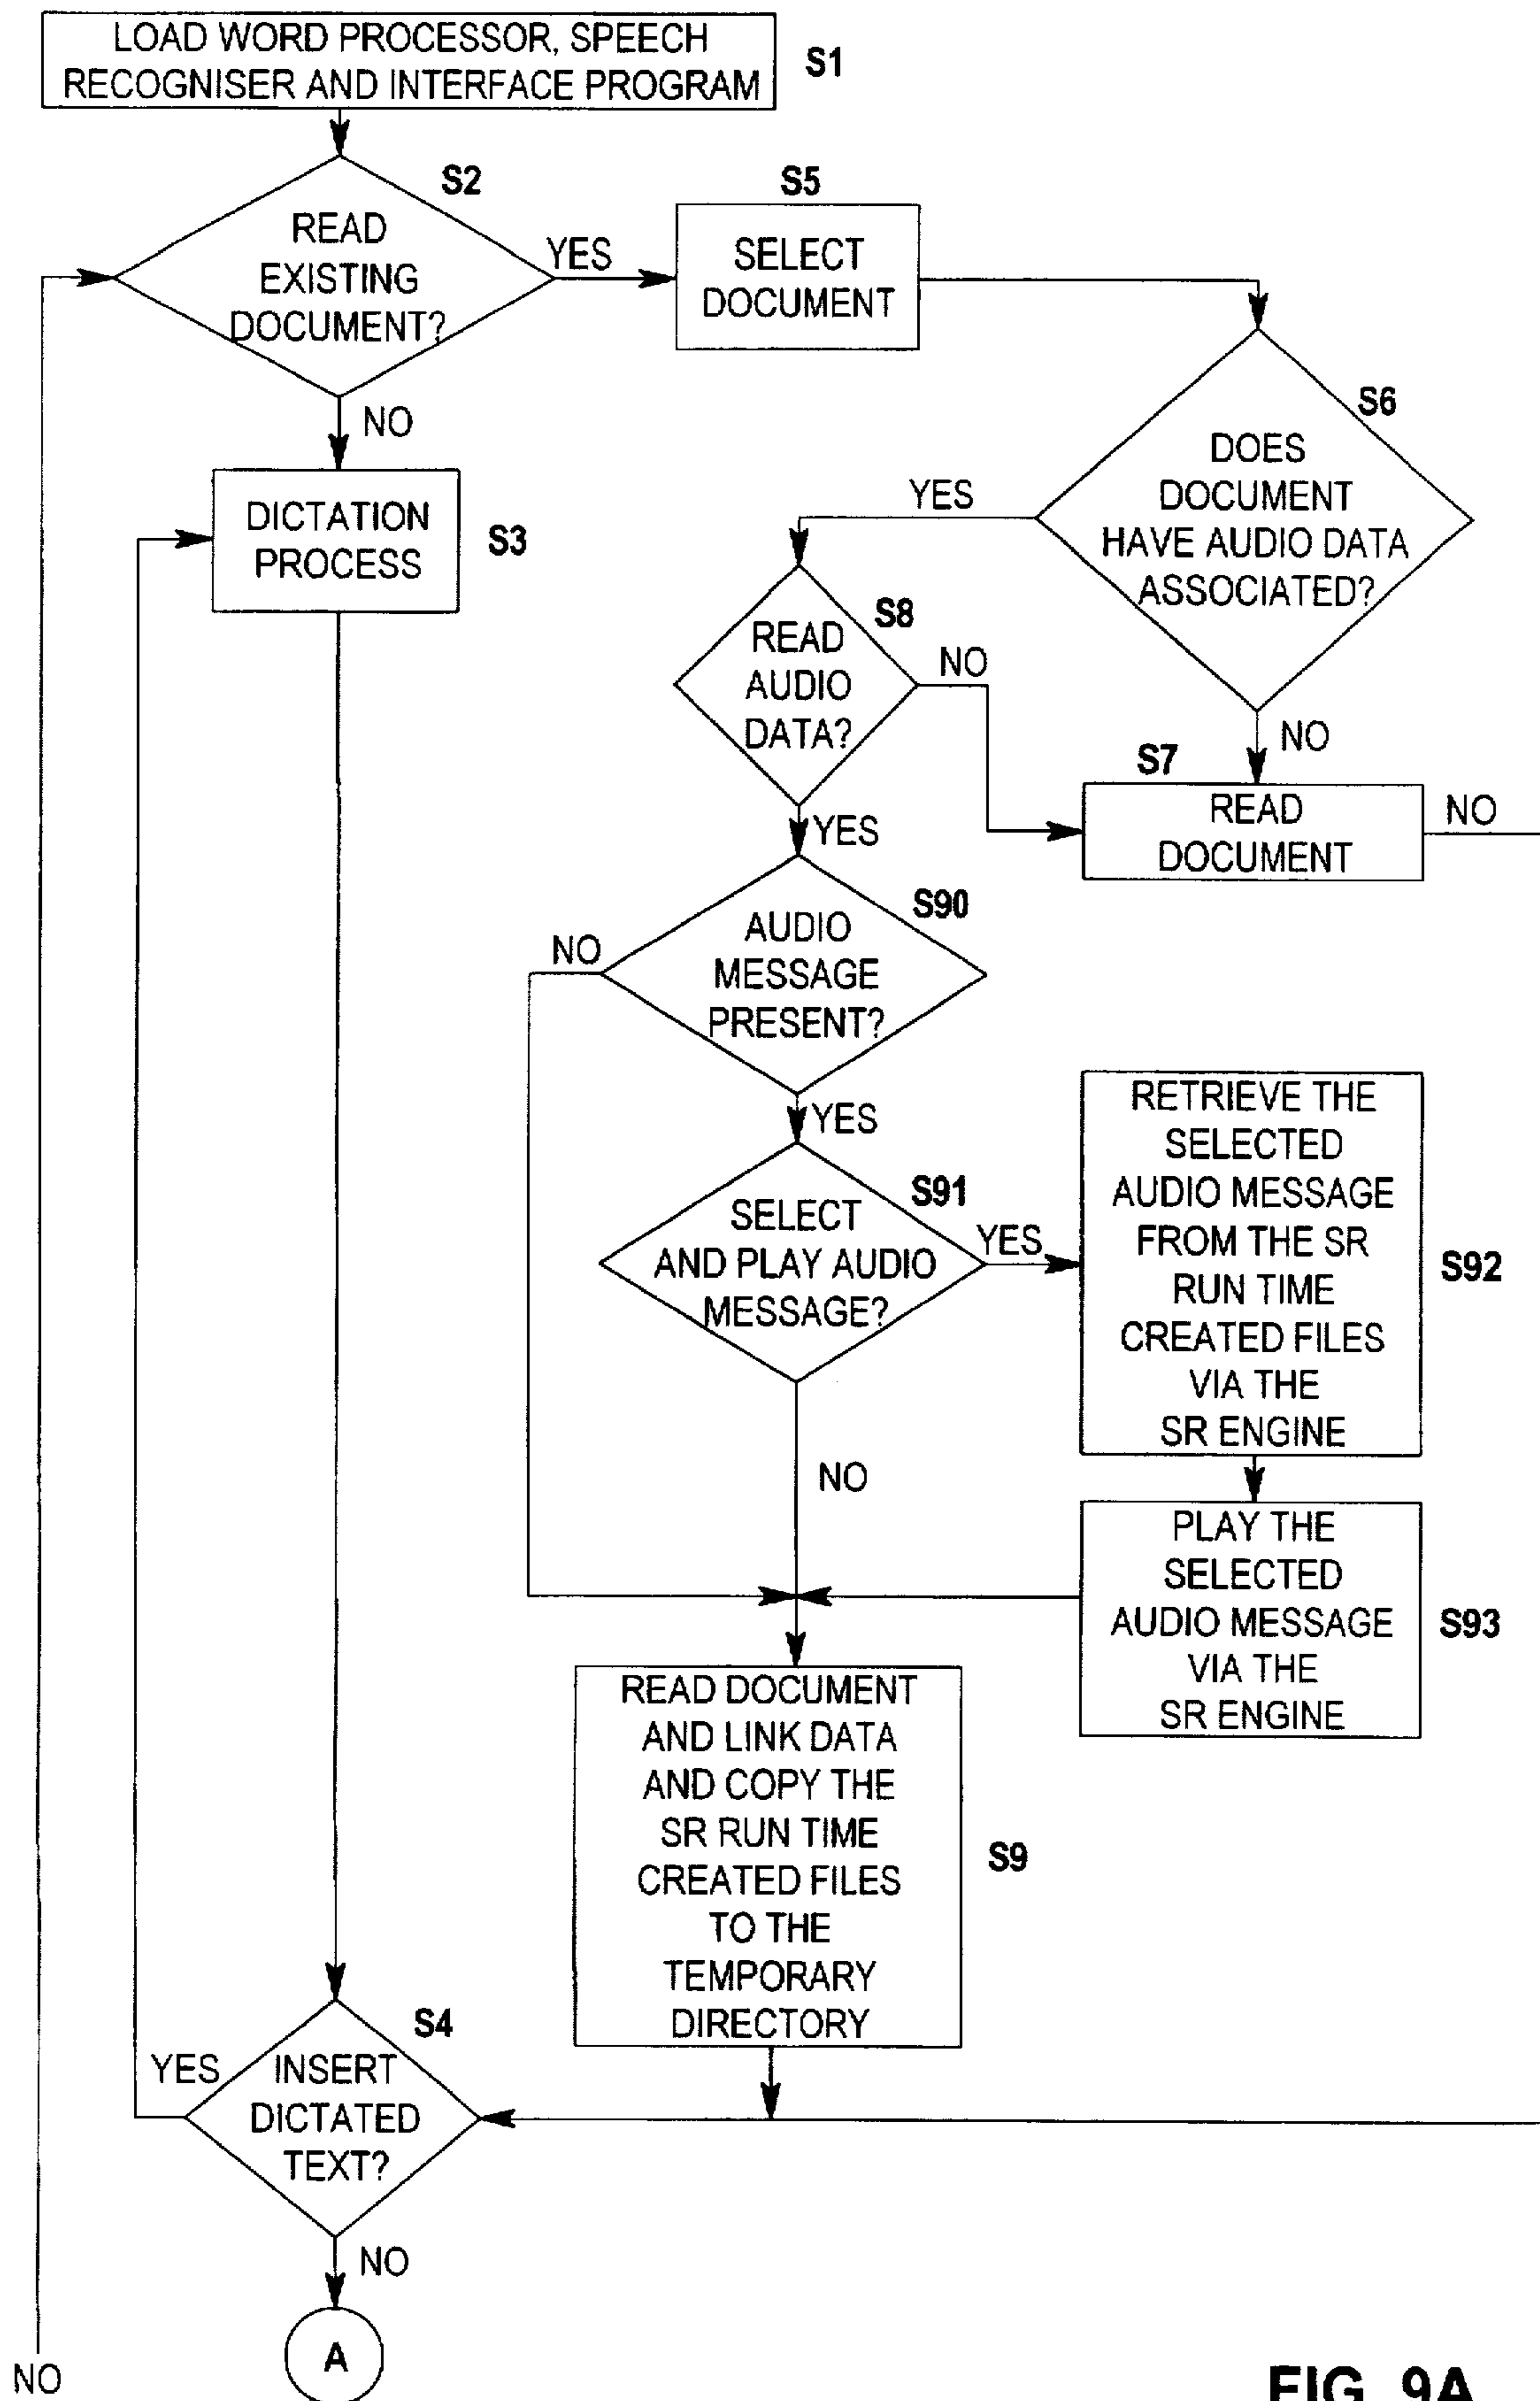 LOAD WORD PROCESSOR, SPEECH
RECOGNISER AND INTERFACE PROGRAM
S1
S2
READ
EXISTING
DOCUMENT?
YES
NO
S5
SELECT
DOCUMENT
S6
DOES
DOCUMENT
HAVE AUDIO DATA
ASSOCIATED?
YES
NO
DICTATION
PROCESS
S3
S8
READ
AUDIO
DATA?
NO
YES
S7
READ
DOCUMENT
NO
S90
AUDIO
MESSAGE
PRESENT?
NO
YES
S91
SELECT
AND PLAY AUDIO
MESSAGE?
YES
NO
RETRIEVE THE
SELECTED
AUDIO MESSAGE
FROM THE SR
RUN TIME
CREATED FILES
VIA THE
SR ENGINE
S92
PLAY THE
SELECTED
AUDIO MESSAGE
VIA THE
SR ENGINE
S93
READ DOCUMENT
AND LINK DATA
AND COPY THE
SR RUN TIME
CREATED FILES
TO THE
TEMPORARY
DIRECTORY
S9
S4
INSERT
DICTATED
TEXT?
YES
NO
A
NO
FIG. 9A